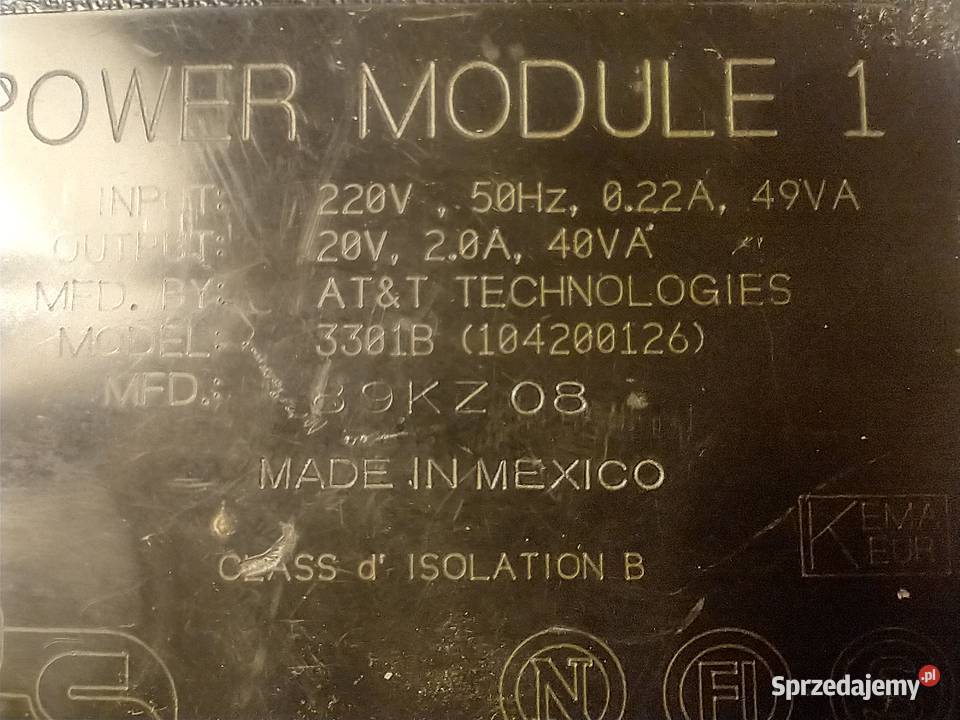 POWER MODULE 1
INPUT: 220V, 50Hz, 0.22A, 49VA
OUTPUT: 20V, 2.0A, 40VA
MFD. BY: AT&T TECHNOLOGIES
MODEL: 3301B (104200126)
MFD.: 89KZ08
MADE IN MEXICO
CLASS d' ISOLATION B
KEMA
EUR
N
FI
S
Sprzedajemy.pl